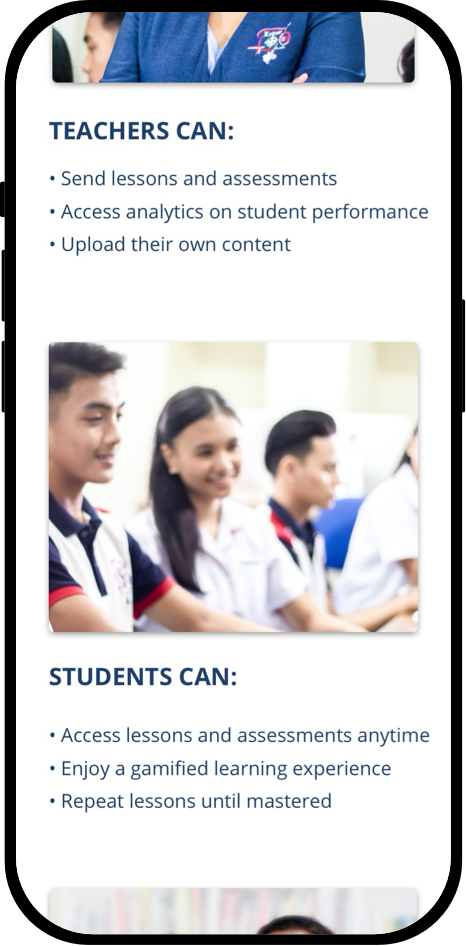 TEACHERS CAN:
• Send lessons and assessments
• Access analytics on student performance
• Upload their own content
STUDENTS CAN:
• Access lessons and assessments anytime
• Enjoy a gamified learning experience
• Repeat lessons until mastered